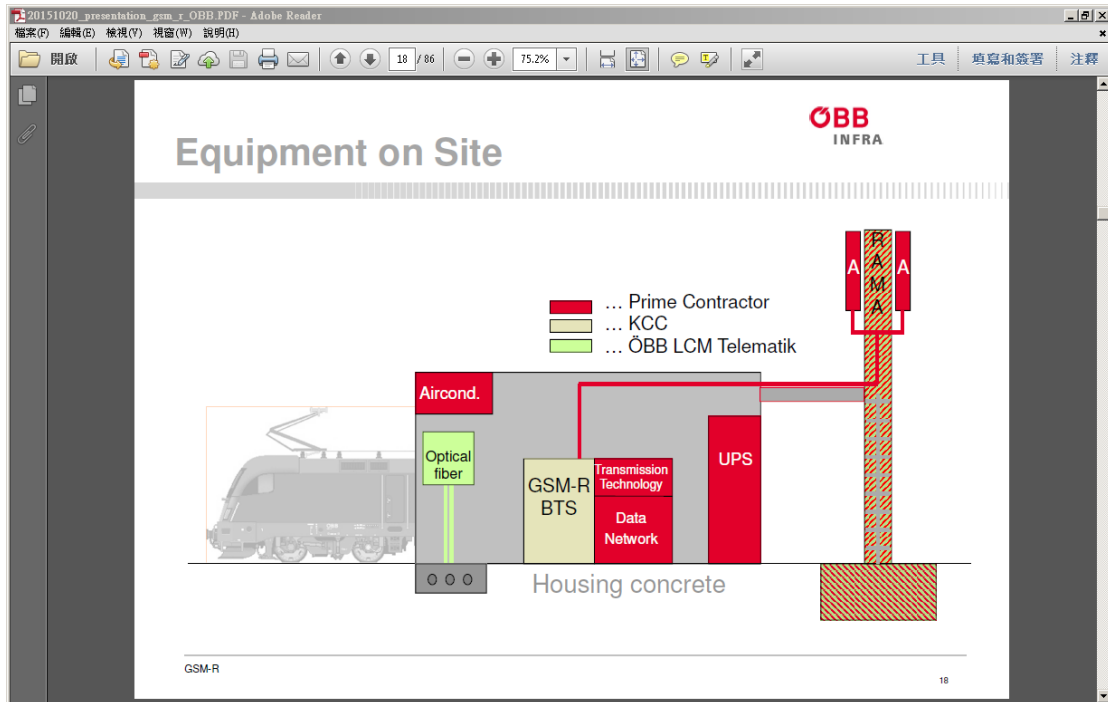 20151020_presentation_gsm_r_OBB.PDF - Adobe Reader
檔案(F) 編輯(E) 檢視(V) 視窗(W) 說明(H)
開啟 18 / 86 75.2% 工具 填寫和簽署 注釋
ÖBB
INFRA
Equipment on Site
... Prime Contractor
... KCC
... ÖBB LCM Telematik
A
RAMA
A
Aircond.
Optical
fiber
GSM-R
BTS
Transmission
Technology
Data
Network
UPS
Housing concrete
GSM-R
18